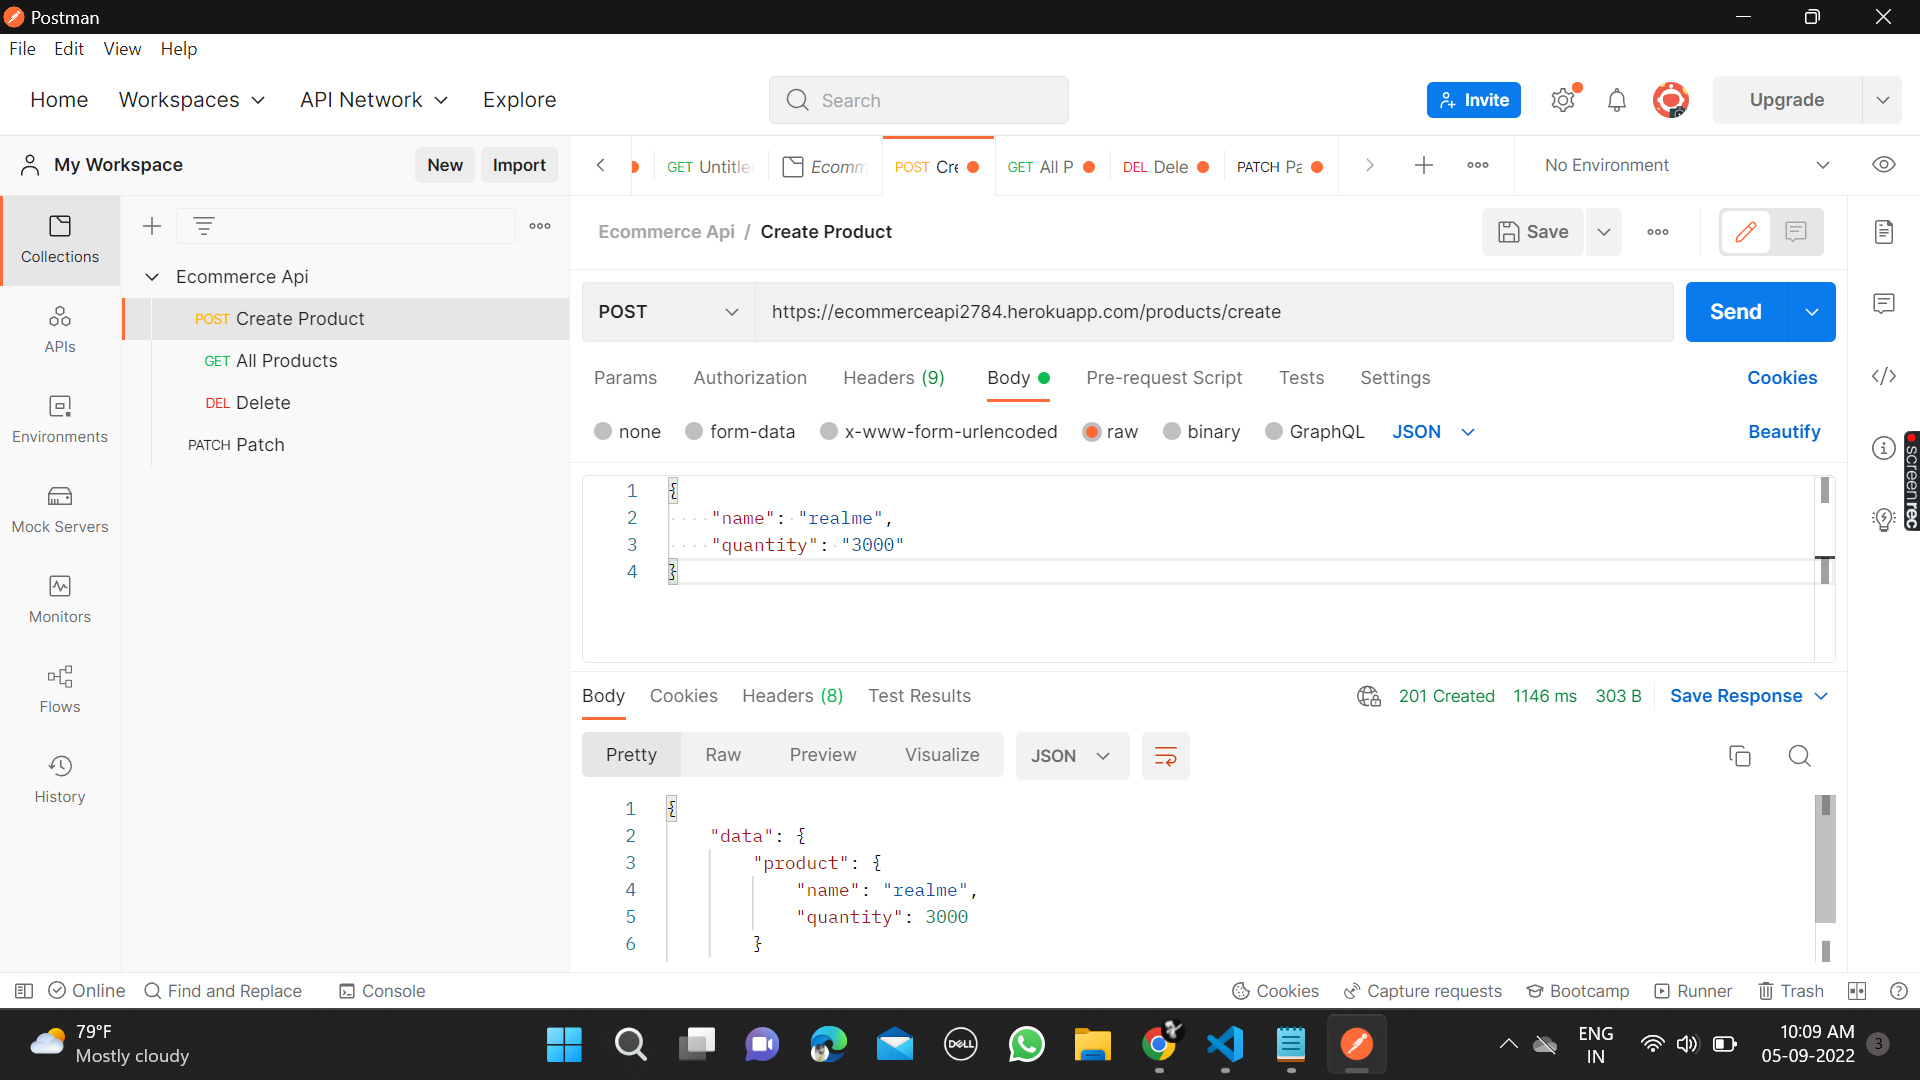 Postman
File Edit View Help
Home Workspaces API Network Explore Search Invite Upgrade
My Workspace New Import GET Untitle Ecomm POST Cre GET All P DEL Dele PATCH Pa No Environment
Collections
APIs
Environments
Mock Servers
Monitors
Flows
History
Ecommerce Api
POST Create Product
GET All Products
DEL Delete
PATCH Patch
Ecommerce Api / Create Product Save
POST https://ecommerceapi2784.herokuapp.com/products/create Send
Params Authorization Headers (9) Body Pre-request Script Tests Settings Cookies
none form-data x-www-form-urlencoded raw binary GraphQL JSON Beautify
1 {
2 "name": "realme",
3 "quantity": "3000"
4 }
screenrec
Body Cookies Headers (8) Test Results 201 Created 1146 ms 303 B Save Response
Pretty Raw Preview Visualize JSON
1 {
2 "data": {
3 "product": {
4 "name": "realme",
5 "quantity": 3000
6 }
Online Find and Replace Console Cookies Capture requests Bootcamp Runner Trash
79°F
Mostly cloudy
DELL
ENG
IN
10:09 AM
05-09-2022
3